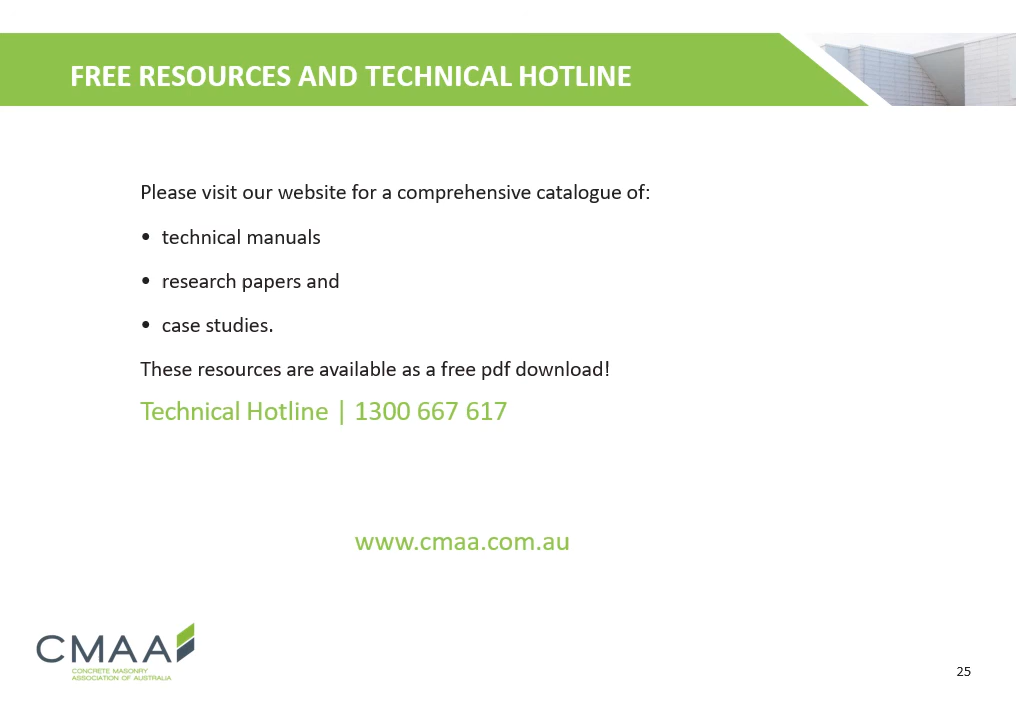 FREE RESOURCES AND TECHNICAL HOTLINE
Please visit our website for a comprehensive catalogue of:
• technical manuals
• research papers and
• case studies.
These resources are available as a free pdf download!
Technical Hotline | 1300 667 617
www.cmaa.com.au
CMAA
CONCRETE MASONRY
ASSOCIATION OF AUSTRALIA
25